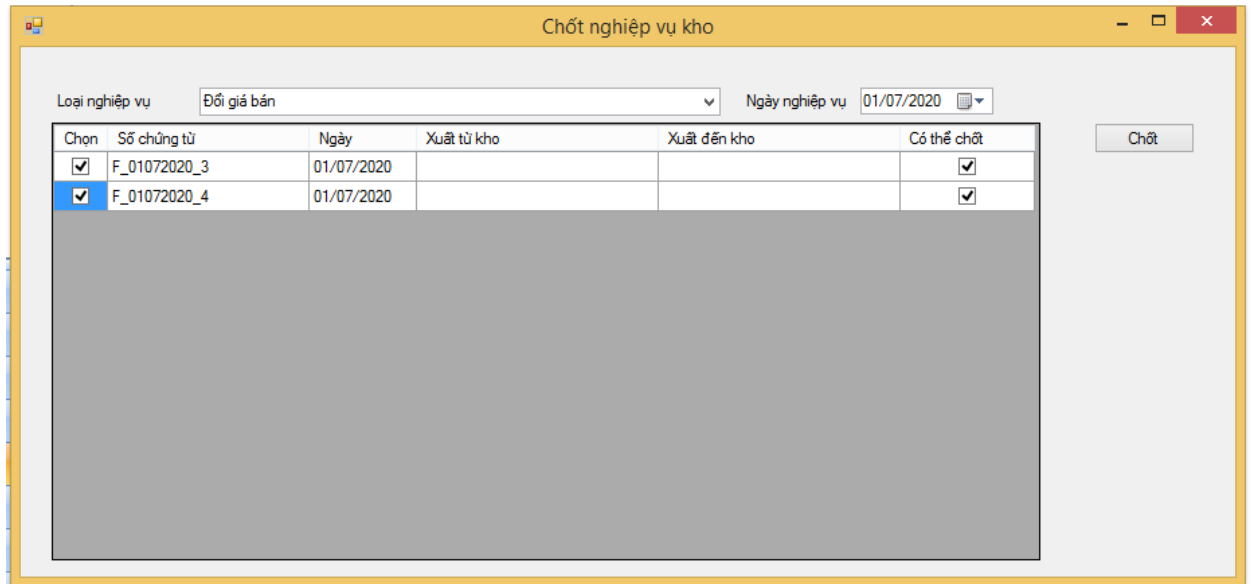 Chốt nghiệp vụ kho
Loại nghiệp vụ Đổi giá bán Ngày nghiệp vụ 01/07/2020
Chọn Số chứng từ Ngày Xuất từ kho Xuất đến kho Có thể chốt Chốt
F_01072020_3 01/07/2020
F_01072020_4 01/07/2020